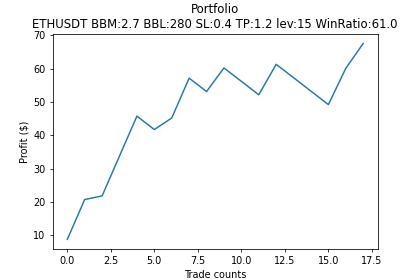 Portfolio
ETHUSDT BBM:2.7 BBL:280 SL:0.4 TP:1.2 lev:15 WinRatio:61.0
70
60
50
40
30
20
10
Profit ($)
0.0 2.5 5.0 7.5 10.0 12.5 15.0 17.5
Trade counts